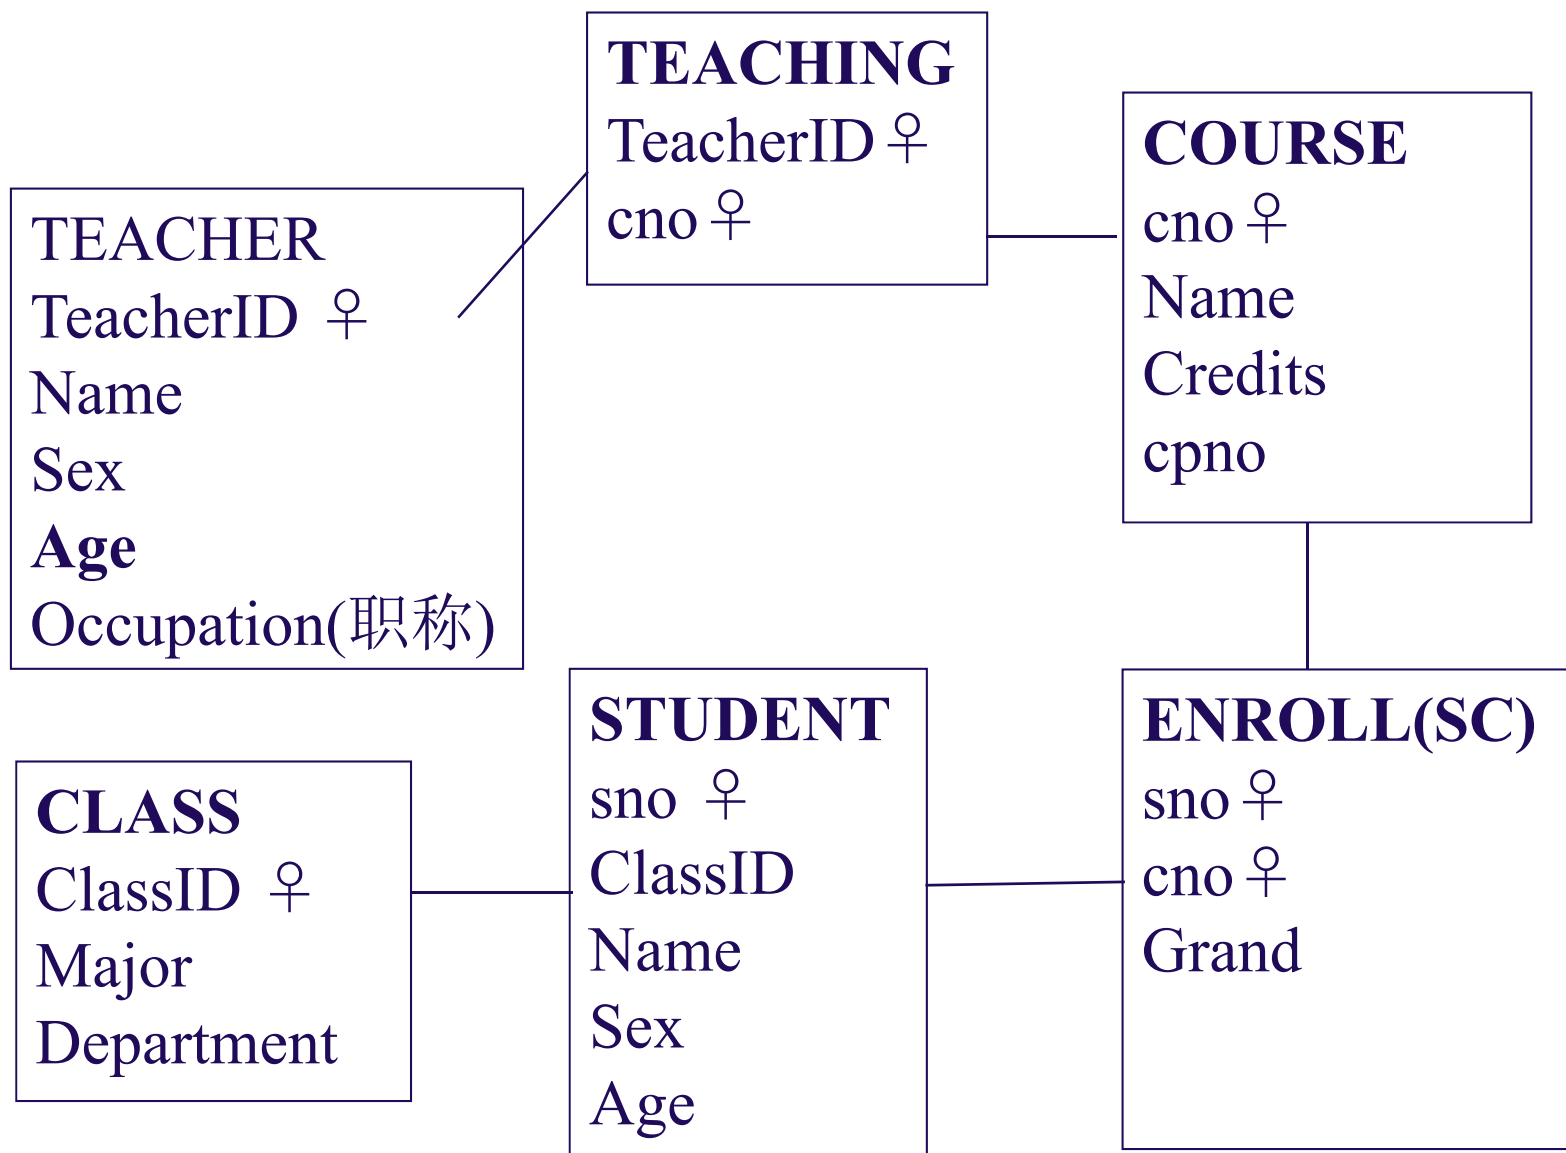 TEACHING
TeacherID♀
cno♀
COURSE
cno♀
Name
Credits
cpno
TEACHER
TeacherID ♀
Name
Sex
Age
Occupation(职称)
STUDENT
sno ♀
ClassID
Name
Sex
Age
ENROLL(SC)
sno♀
cno♀
Grand
CLASS
ClassID ♀
Major
Department